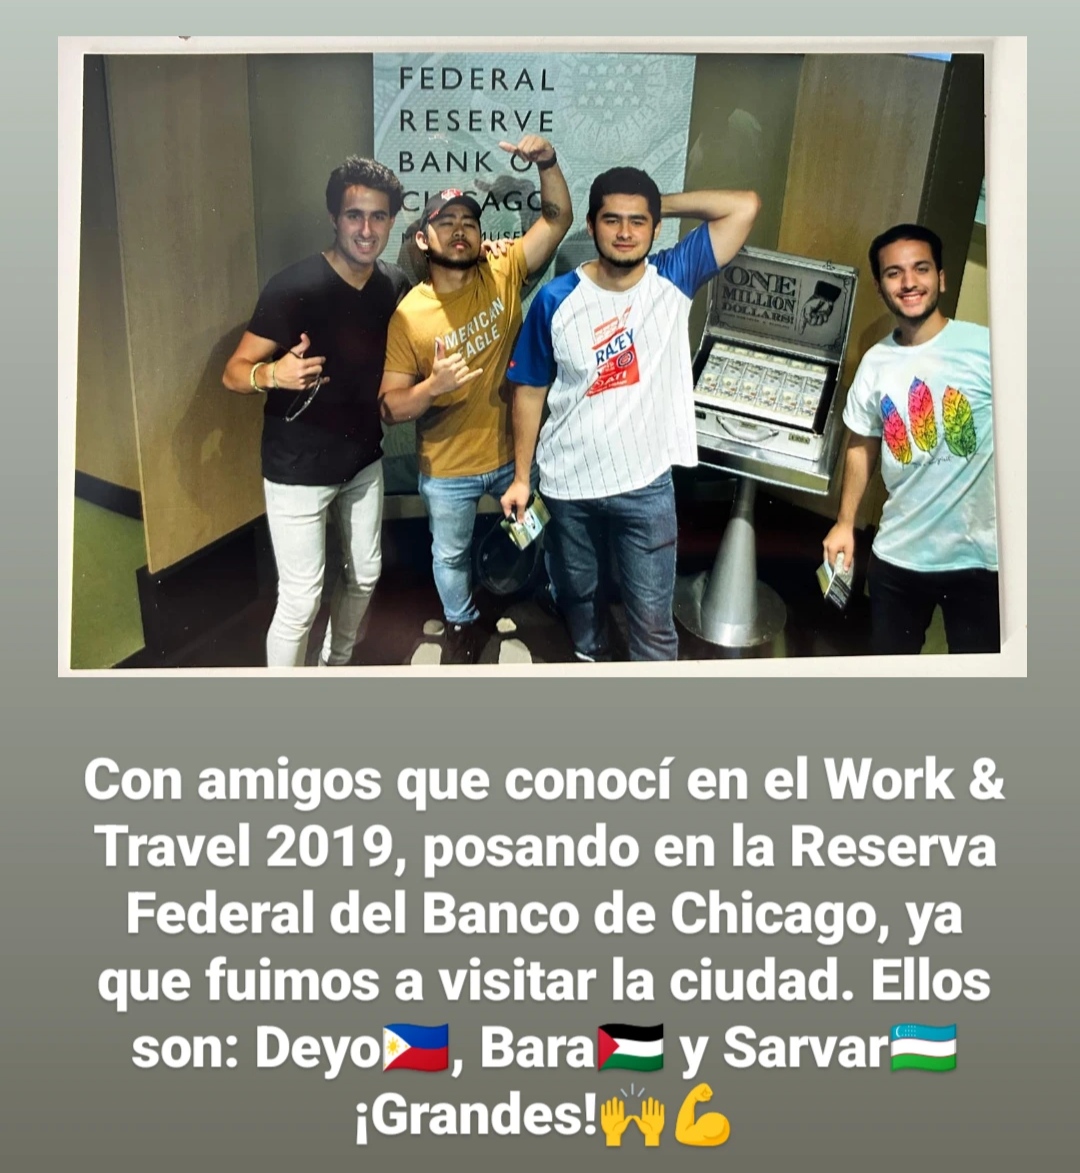 FEDERAL
RESERVE
BANK O
AMERICAN
EAGLE
ONE
MILLION
DOLLARS!
Con amigos que conocí en el Work &
Travel 2019, posando en la Reserva
Federal del Banco de Chicago, ya
que fuimos a visitar la ciudad. Ellos
son: Deyo🇵🇭, Bara🇵🇸 y Sarvar🇺🇿
¡Grandes!🙌💪